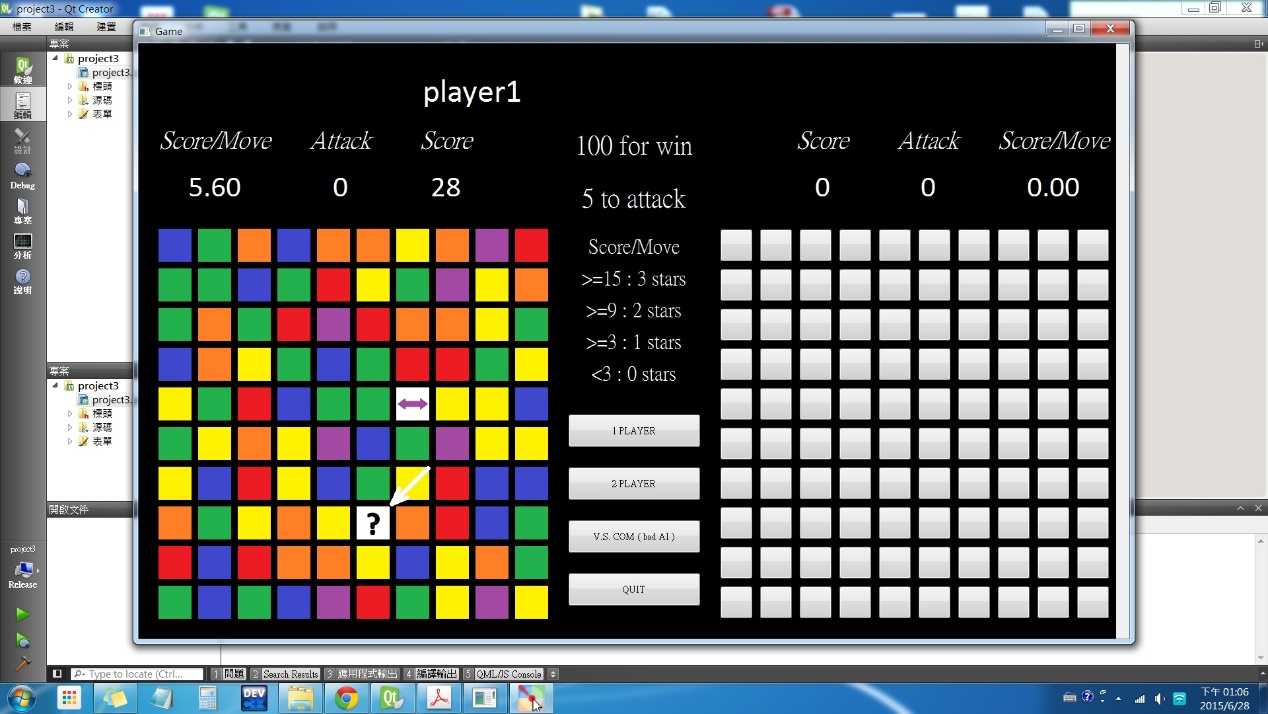 project3 - Qt Creator
檔案 編輯 建置
Game
專案
project3
project3.
標頭
源碼
表單
Qt
歡迎
編輯
設計
Debug
專案
分析
說明
player1
Score/Move Attack Score
5.60 0 28
100 for win
5 to attack
Score/Move
>=15 : 3 stars
>=9 : 2 stars
>=3 : 1 stars
<3 : 0 stars
?
1 PLAYER
2 PLAYER
V.S. COM ( bad AI )
QUIT
Score Attack Score/Move
0 0 0.00
專案
project3
project3.
標頭
源碼
表單
開啟文件
project3
Release
Type to locate (Ctrl...
1 問題 2 Search Results 3 應用程式輸出 4 編譯輸出 5 QML/JS Console
DEV
下午 01:06
2015/6/28